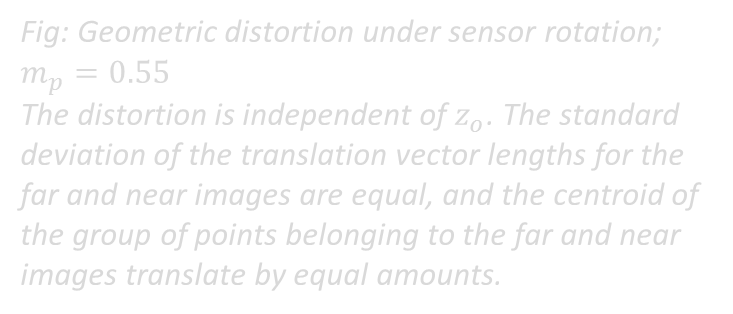 Fig: Geometric distortion under sensor rotation;
m_p = 0.55
The distortion is independent of z_o. The standard
deviation of the translation vector lengths for the
far and near images are equal, and the centroid of
the group of points belonging to the far and near
images translate by equal amounts.